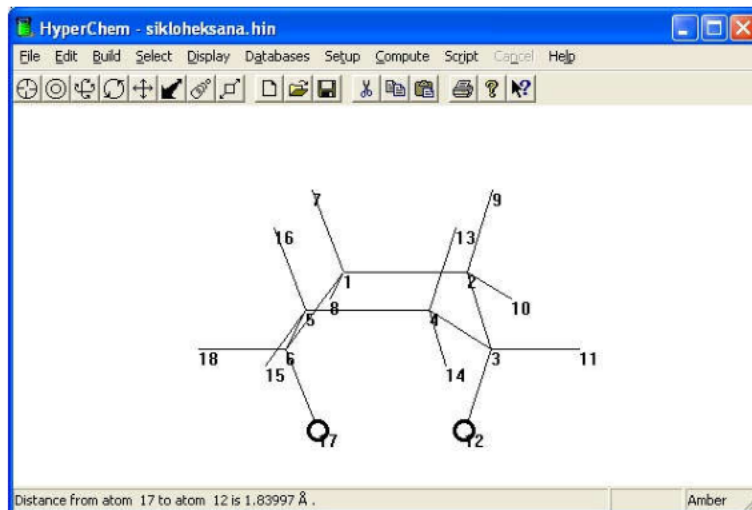 HyperChem - sikloheksana.hin
File Edit Build Select Display Databases Setup Compute Script Cancel Help
7 9
16 13
1 2
8 10
5 4
18 6 3 11
15 14
17 12
Distance from atom 17 to atom 12 is 1.83997 Å . Amber